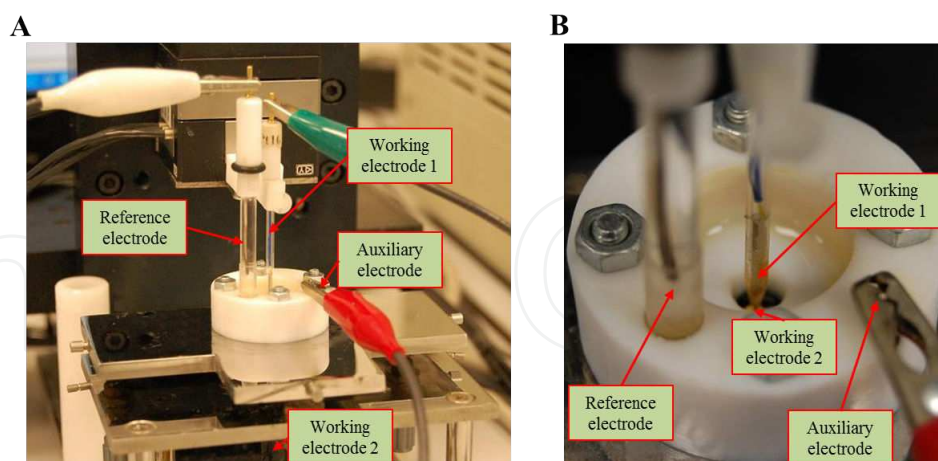 A
B
Working
electrode 1
Reference
electrode
Auxiliary
electrode
Working
electrode 2
Working
electrode 1
Working
electrode 2
Reference
electrode
Auxiliary
electrode